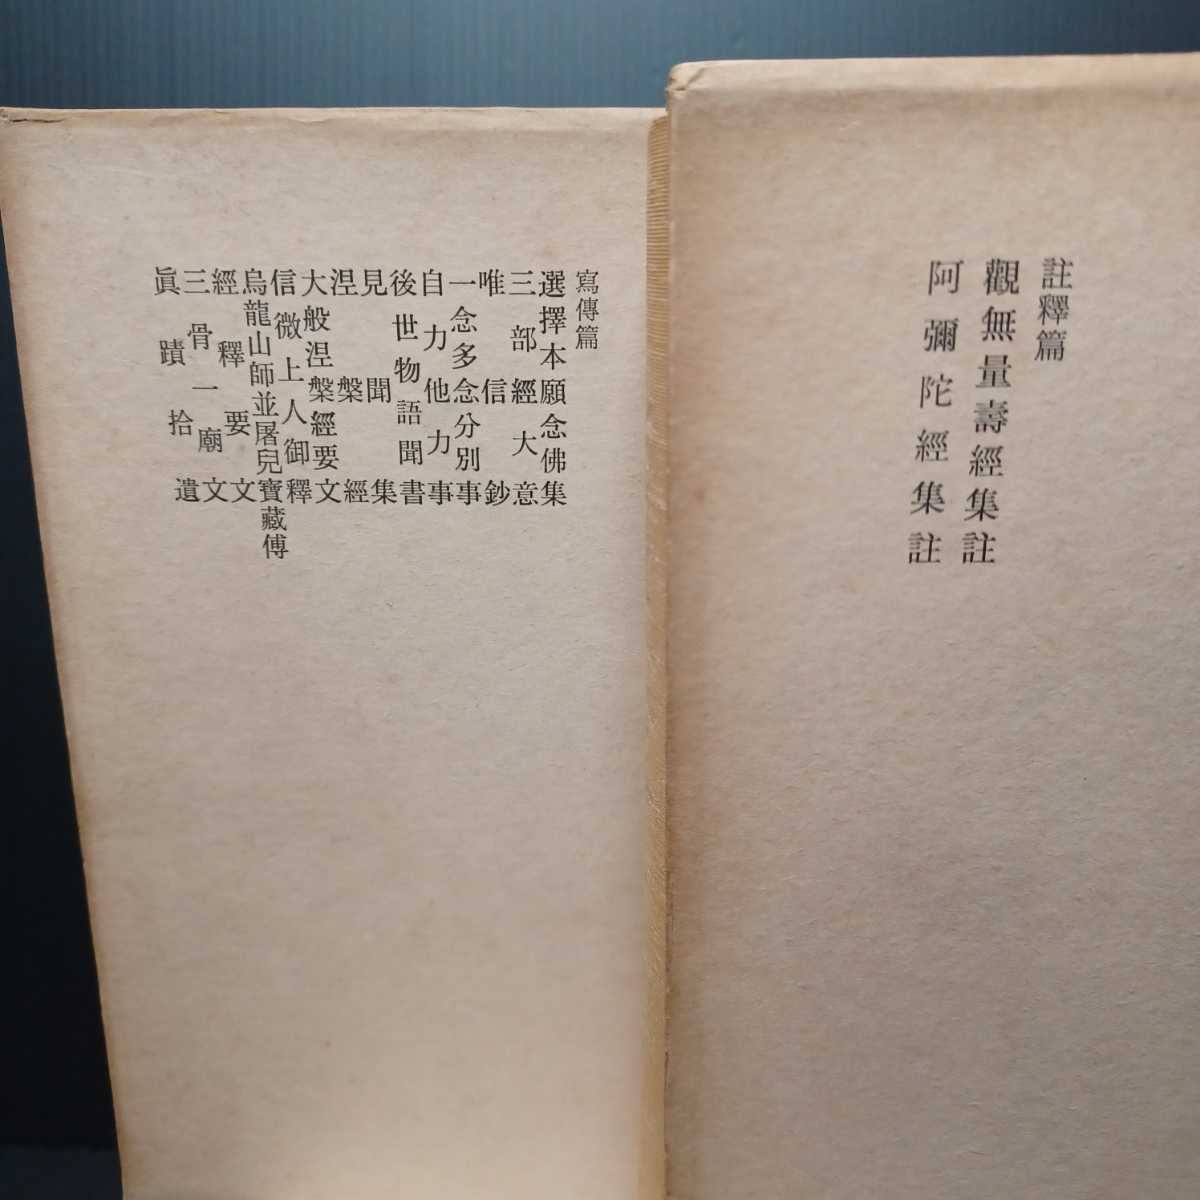 註釋篇
觀無量壽經集註
阿彌陀經集註
寫傳篇
選擇本願念佛集
三部經大意
唯信鈔
一念多念分別事
自力他力事
後世物語聞書
見聞集
涅槃經
大般涅槃經要文
信微上人御釋
烏龍山師並屠兒寶藏傳
經釋要文
三骨一廟文
眞蹟拾遺